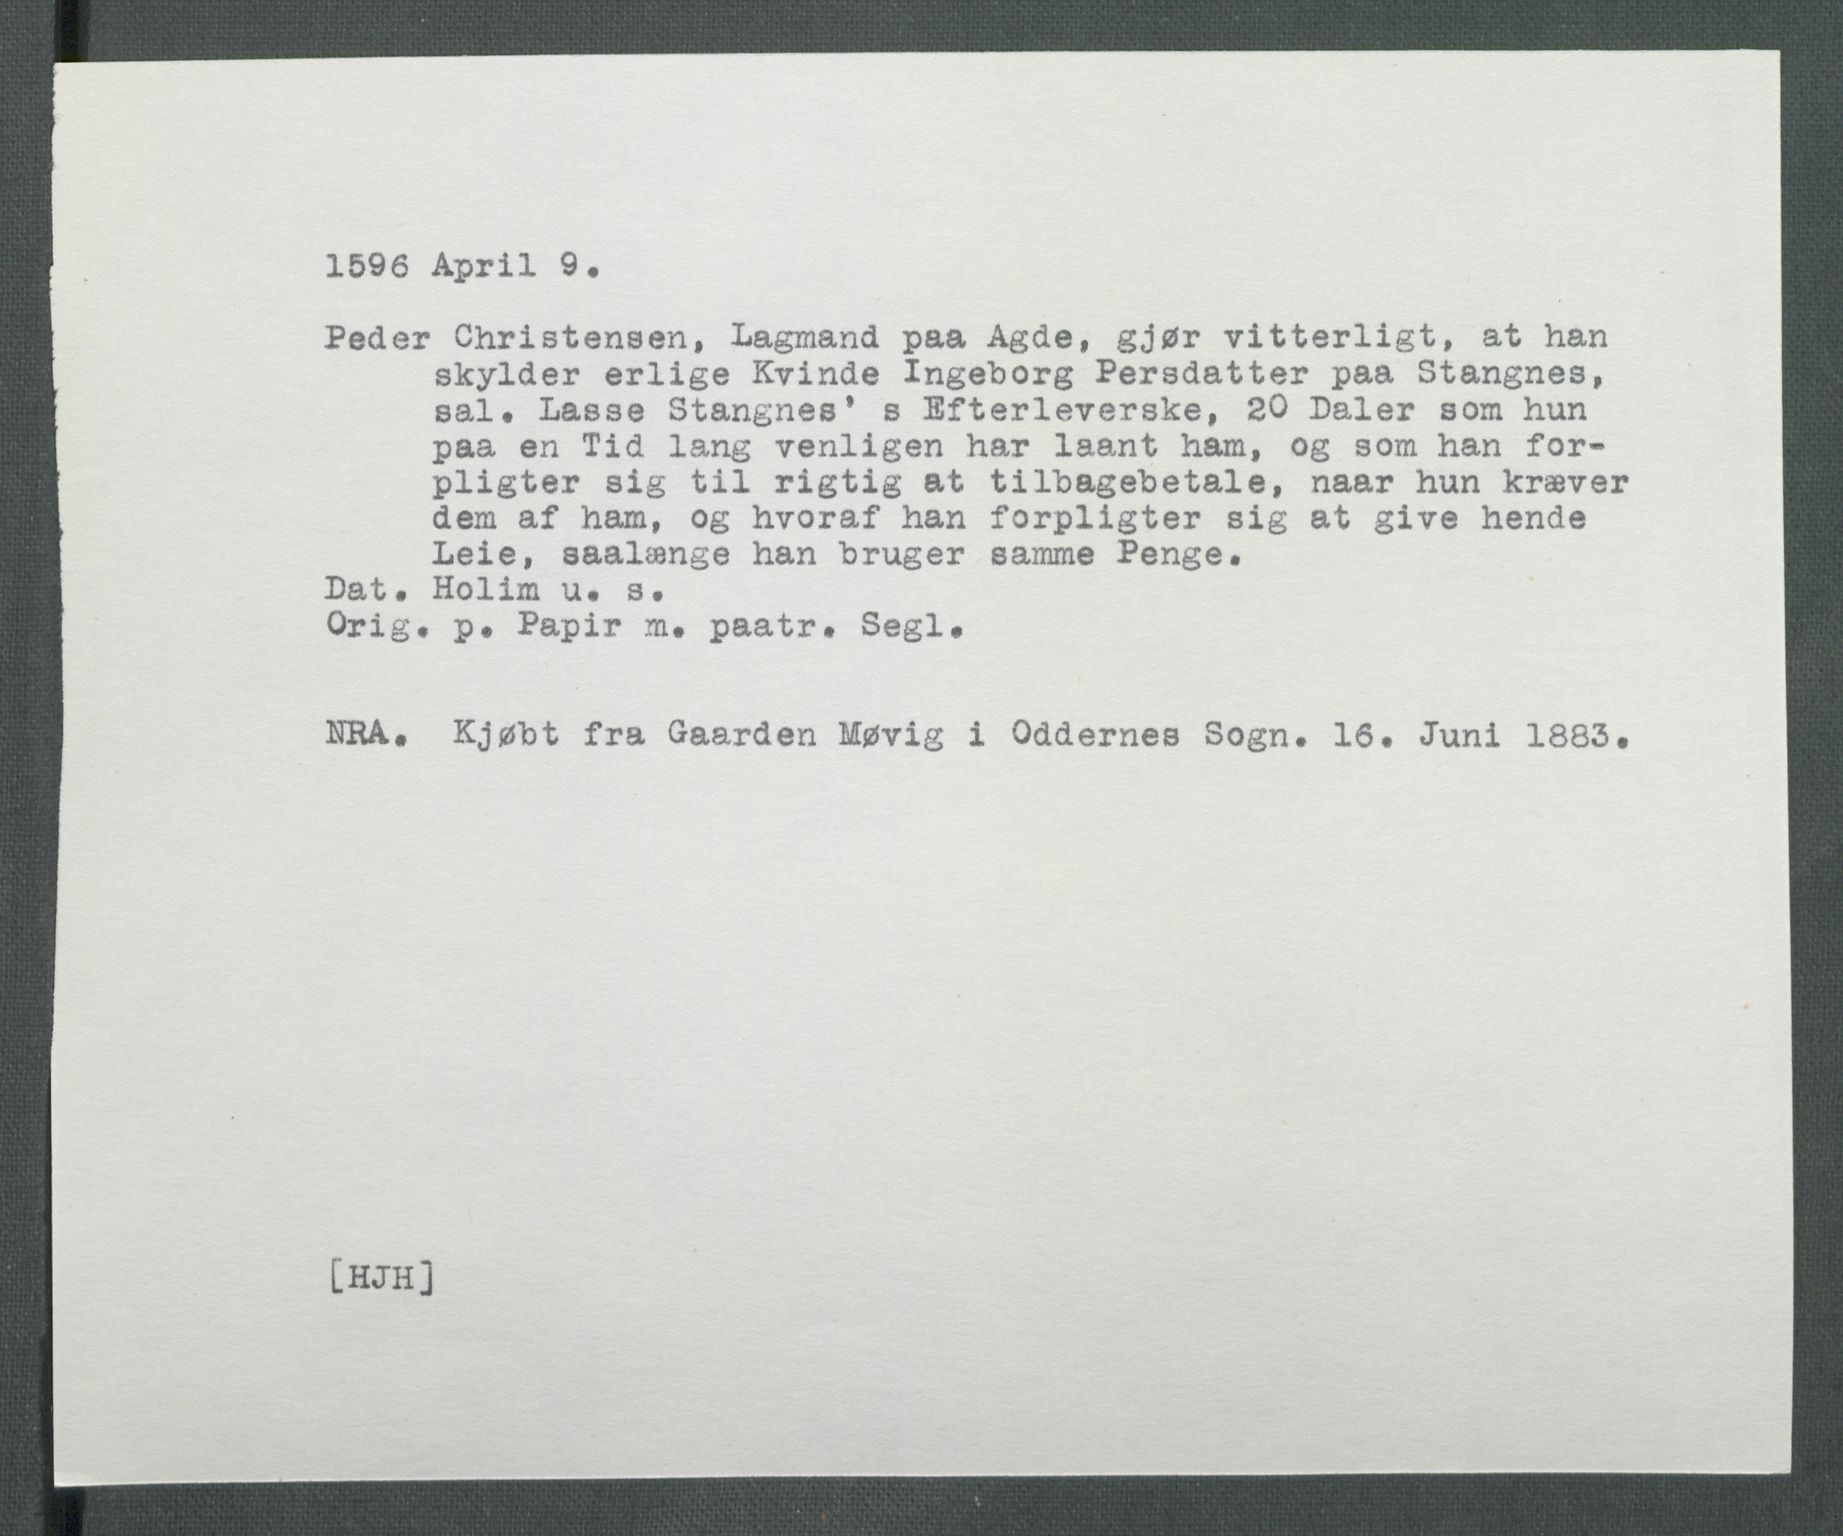 1596 April 9.
Peder Christensen, Lagmand paa Agde, gjør vitterligt, at han
skylder erlige Kvinde Ingeborg Persdatter paa Stangnes,
sal. Lasse Stangnes' s Efterleverske, 20 Daler som hun
paa en Tid lang venligen har laant ham, og som han for-
pligter sig til rigtig at tilbagebetale, naar hun kræver
dem af ham, og hvoraf han forpligter sig at give hende
Leie, saalænge han bruger samme Penge.
Dat. Holim u. s.
Orig. p. Papir m. paatr. Segl.
NRA. Kjøbt fra Gaarden Møvig i Oddernes Sogn. 16. Juni 1883.
[HJH]